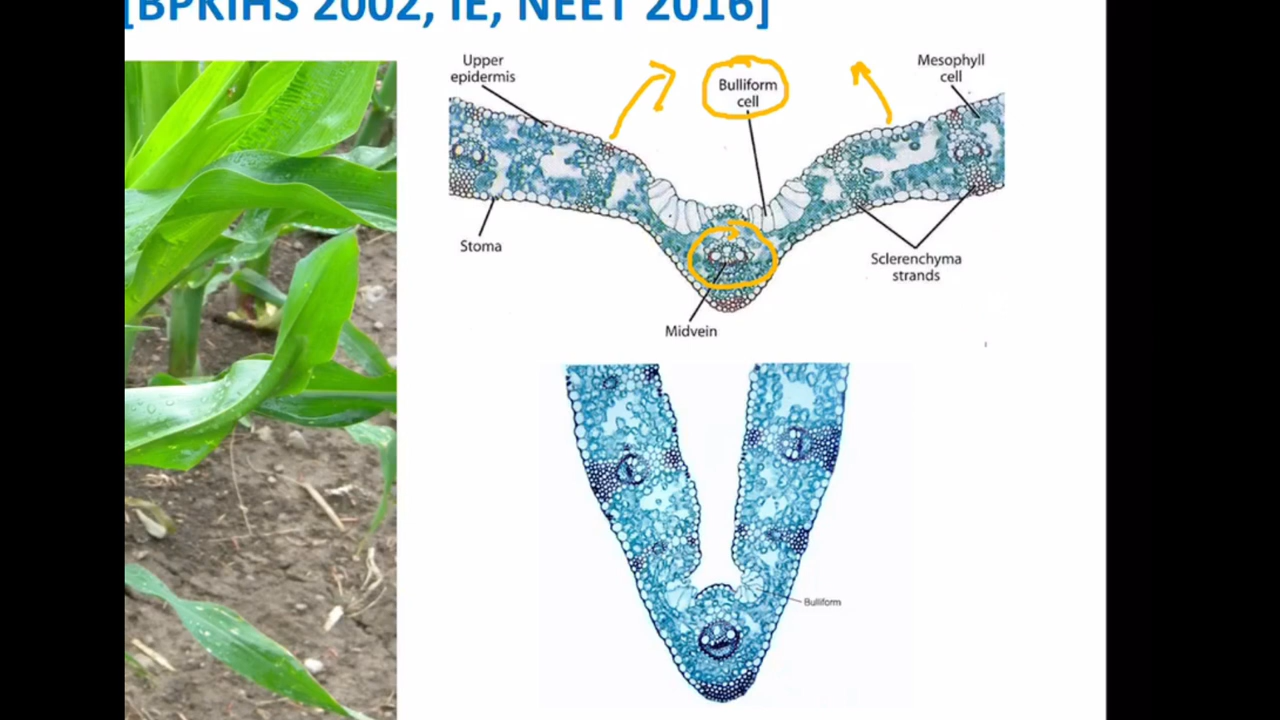 [BPKIHS 2002, IE, NEET 2016]
Upper
epidermis
Bulliform
cell
Mesophyll
cell
Stoma
Sclerenchyma
strands
Midvein
Bulliform